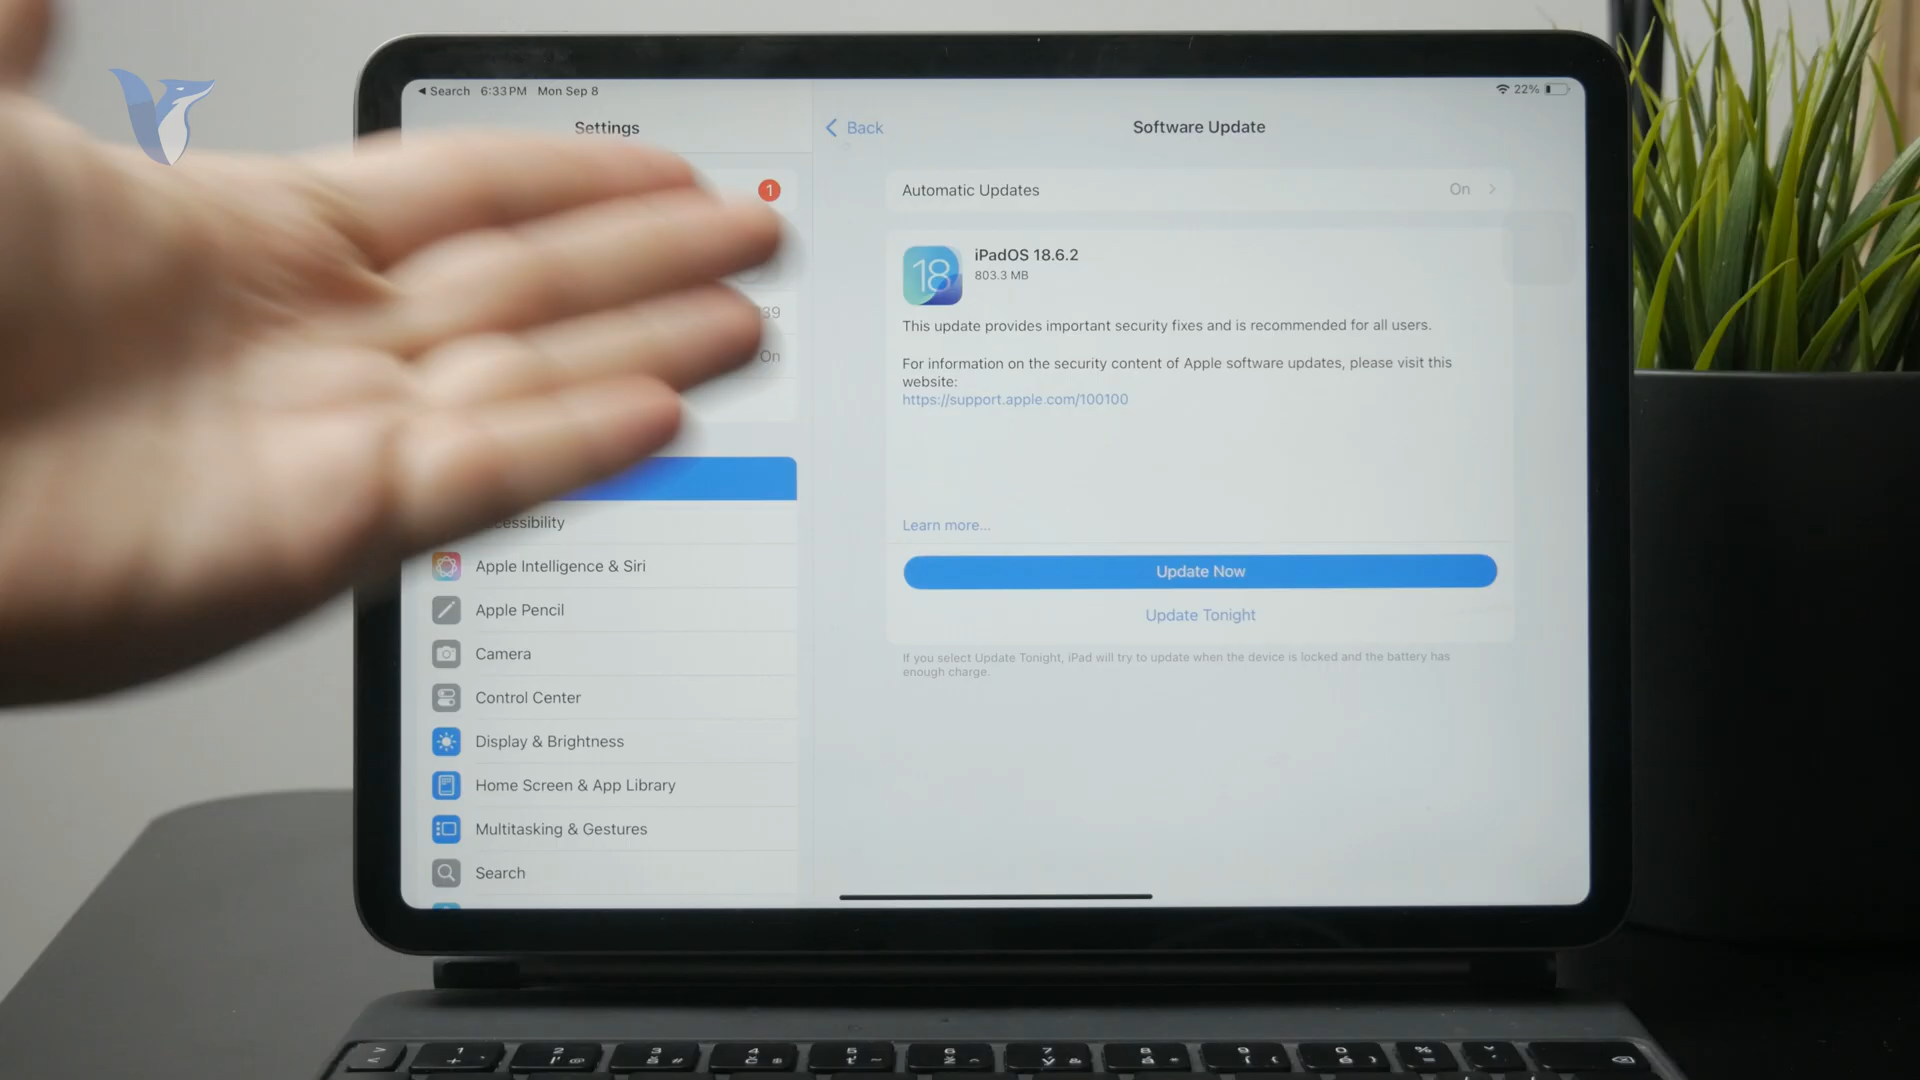 Search 6:33 PM Mon Sep 8
22%
Settings
Back
Software Update
1
Automatic Updates
On
18
iPadOS 18.6.2
803.3 MB
This update provides important security fixes and is recommended for all users.
39
On
For information on the security content of Apple software updates, please visit this
website:
https://support.apple.com/100100
Learn more...
Update Now
Update Tonight
If you select Update Tonight, iPad will try to update when the device is locked and the battery has
enough charge.
cessibility
Apple Intelligence & Siri
Apple Pencil
Camera
Control Center
Display & Brightness
Home Screen & App Library
Multitasking & Gestures
Search